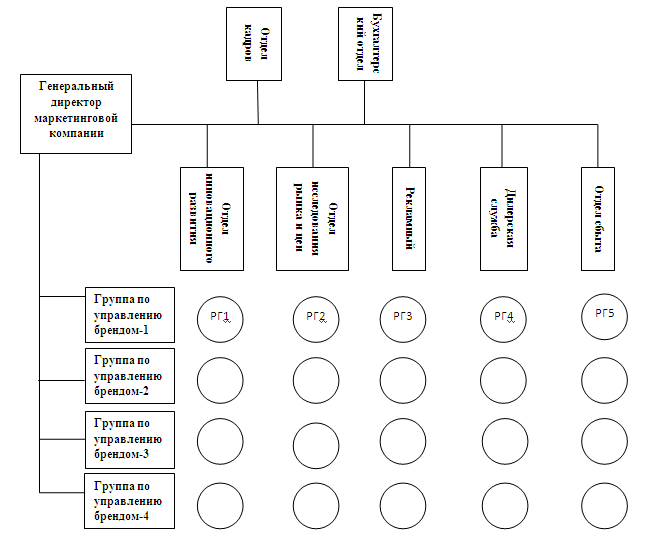 Отдел
кадров
Бухгалтерс
кий отдел
Генеральный
директор
маркетинговой
компании
Отдел
инновационного
развития
Отдел
исследования
рынка и цен
Рекламный
Дилерская
служба
Отдел сбыта
Группа по
управлению
брендом-1
РГ1
РГ2
РГ3
РГ4
РГ5
Группа по
управлению
брендом-2
Группа по
управлению
брендом-3
Группа по
управлению
брендом-4